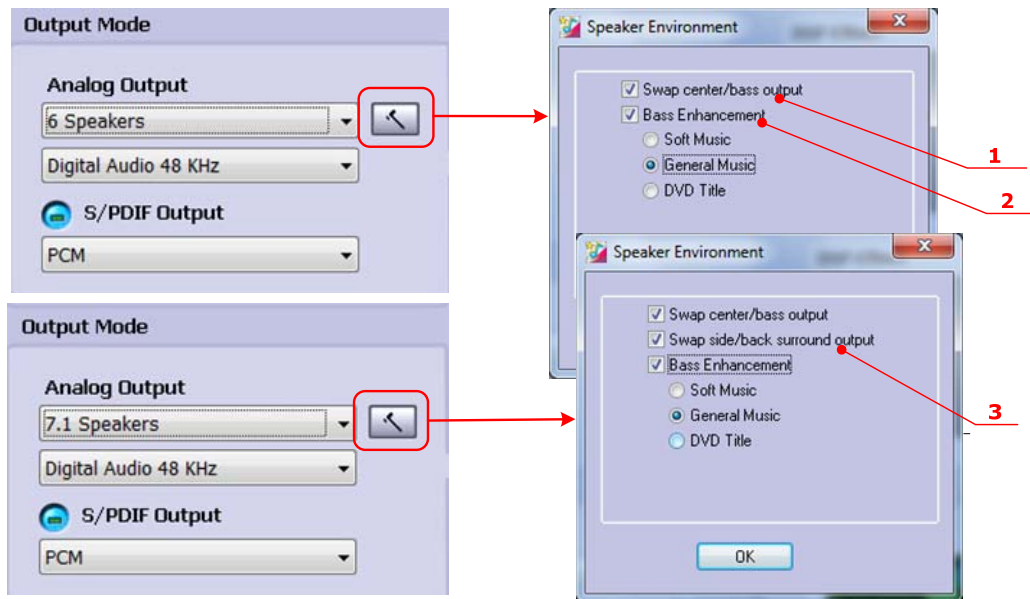 Output Mode
Analog Output
6 Speakers
Digital Audio 48 KHz
S/PDIF Output
PCM
Speaker Environment
Swap center/bass output
Bass Enhancement
Soft Music
General Music
DVD Title
1
2
Output Mode
Analog Output
7.1 Speakers
Digital Audio 48 KHz
S/PDIF Output
PCM
Speaker Environment
Swap center/bass output
Swap side/back surround output
Bass Enhancement
Soft Music
General Music
DVD Title
OK
3